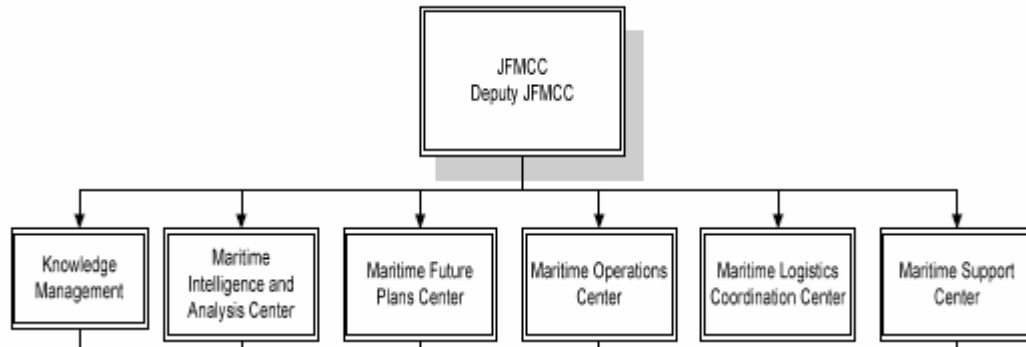 JFMCC
Deputy JFMCC
Knowledge
Management
Maritime
Intelligence and
Analysis Center
Maritime Future
Plans Center
Maritime Operations
Center
Maritime Logistics
Coordination Center
Maritime Support
Center